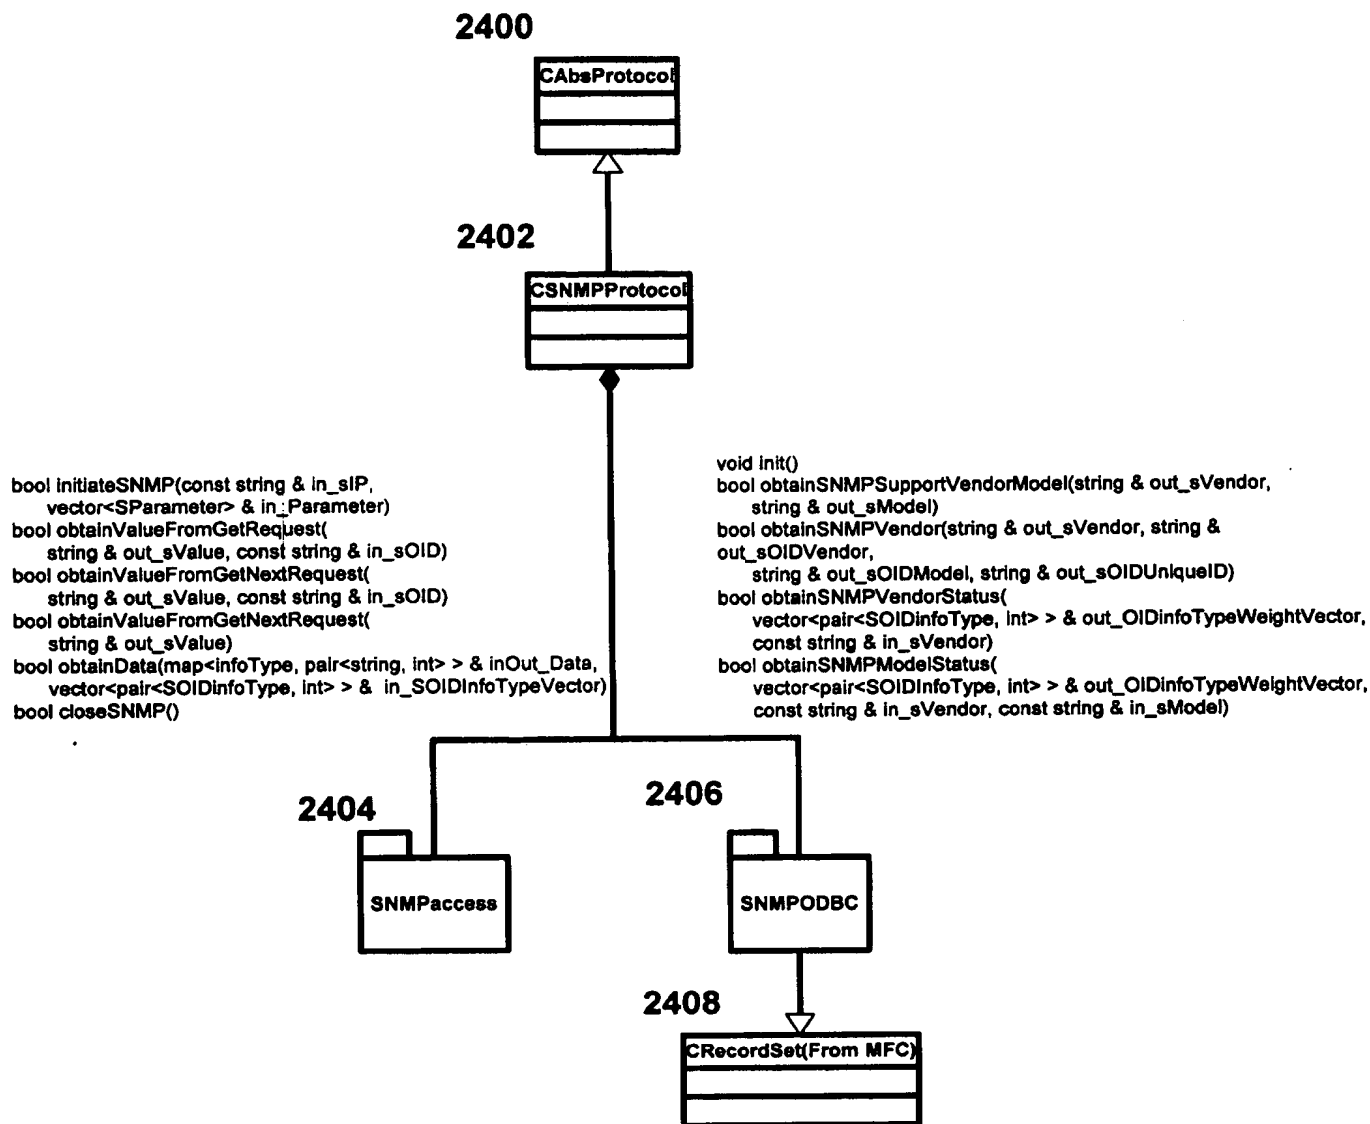 2400
CAbsProtocol
2402
CSNMPProtocol
bool initiateSNMP(const string & in_sIP,
vector<SParameter> & in_Parameter)
bool obtainValueFromGetRequest(
string & out_sValue, const string & in_sOID)
bool obtainValueFromGetNextRequest(
string & out_sValue, const string & in_sOID)
bool obtainValueFromGetNextRequest(
string & out_sValue)
bool obtainData(map<infoType, pair<string, int> > & inOut_Data,
vector<pair<SOIDinfoType, int> > & in_SOIDInfoTypeVector)
bool closeSNMP()
void init()
bool obtainSNMPSupportVendorModel(string & out_sVendor,
string & out_sModel)
bool obtainSNMPVendor(string & out_sVendor, string &
out_sOIDVendor,
string & out_sOIDModel, string & out_sOIDUniqueID)
bool obtainSNMPVendorStatus(
vector<pair<SOIDinfoType, int> > & out_OIDinfoTypeWeightVector,
const string & in_sVendor)
bool obtainSNMPModelStatus(
vector<pair<SOIDInfoType, int> > & out_OIDinfoTypeWeightVector,
const string & in_sVendor, const string & in_sModel)
2404
SNMPaccess
2406
SNMPODBC
2408
CRecordSet(From MFC)